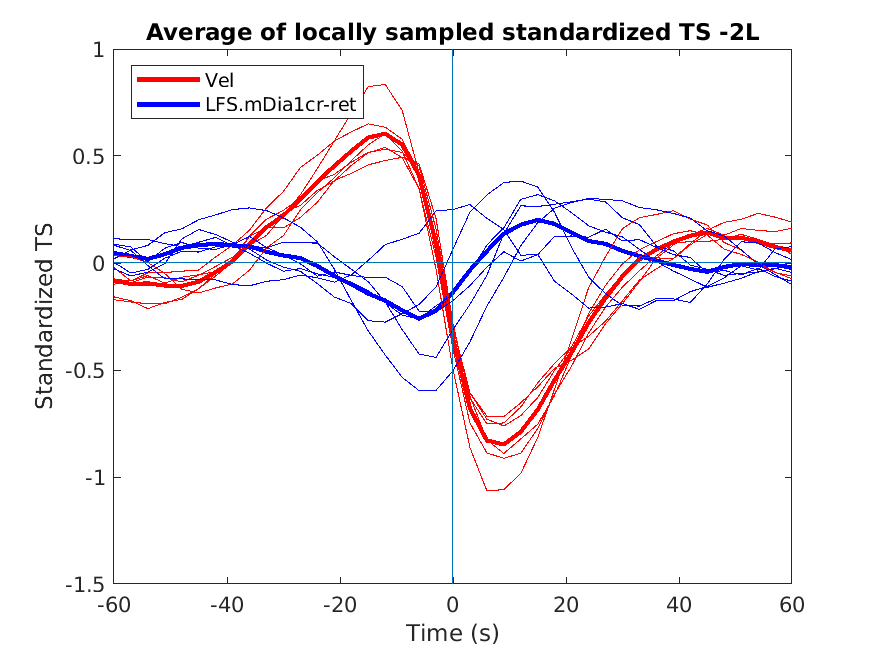 Average of locally sampled standardized TS -2L
Vel
LFS.mDia1cr-ret
Standardized TS
1
0.5
0
-0.5
-1
-1.5
-60 -40 -20 0 20 40 60
Time (s)